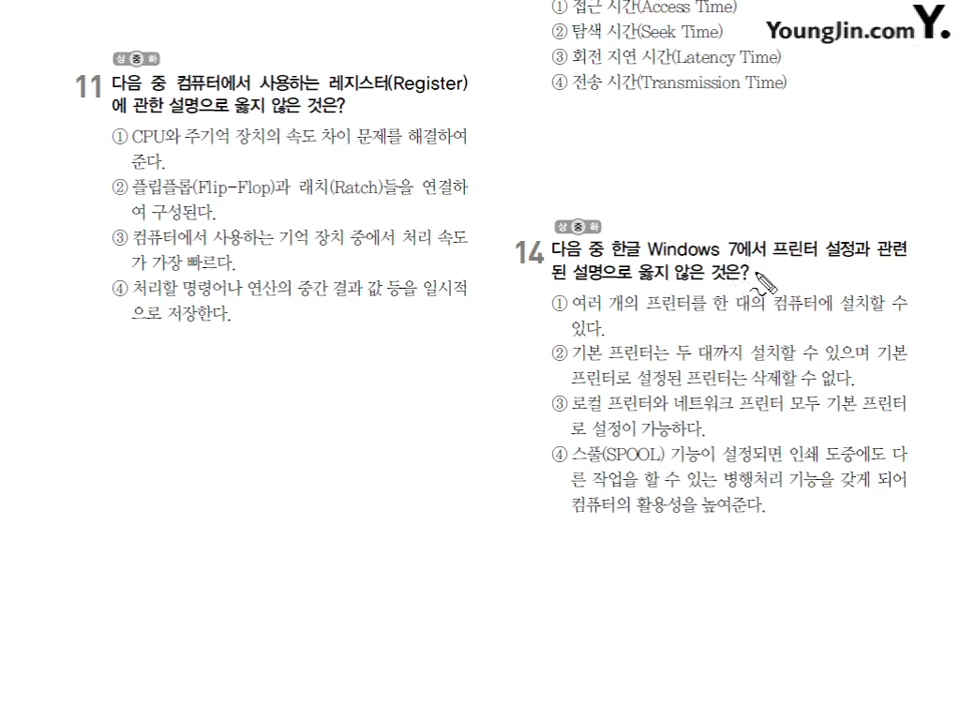 상 중 하
11 다음 중 컴퓨터에서 사용하는 레지스터(Register)
에 관한 설명으로 옳지 않은 것은?
① CPU와 주기억 장치의 속도 차이 문제를 해결하여
준다.
② 플립플롭(Flip-Flop)과 래치(Ratch)들을 연결하
여 구성된다.
③ 컴퓨터에서 사용하는 기억 장치 중에서 처리 속도
가 가장 빠르다.
④ 처리할 명령어나 연산의 중간 결과 값 등을 일시적
으로 저장한다.
① 접근 시간(Access Time)
② 탐색 시간(Seek Time)
③ 회전 지연 시간(Latency Time)
④ 전송 시간(Transmission Time)
YoungJin.com Y.
상 중 하
14 다음 중 한글 Windows 7에서 프린터 설정과 관련
된 설명으로 옳지 않은 것은?
① 여러 개의 프린터를 한 대의 컴퓨터에 설치할 수
있다.
② 기본 프린터는 두 대까지 설치할 수 있으며 기본
프린터로 설정된 프린터는 삭제할 수 없다.
③ 로컬 프린터와 네트워크 프린터 모두 기본 프린터
로 설정이 가능하다.
④ 스풀(SPOOL) 기능이 설정되면 인쇄 도중에도 다
른 작업을 할 수 있는 병행처리 기능을 갖게 되어
컴퓨터의 활용성을 높여준다.